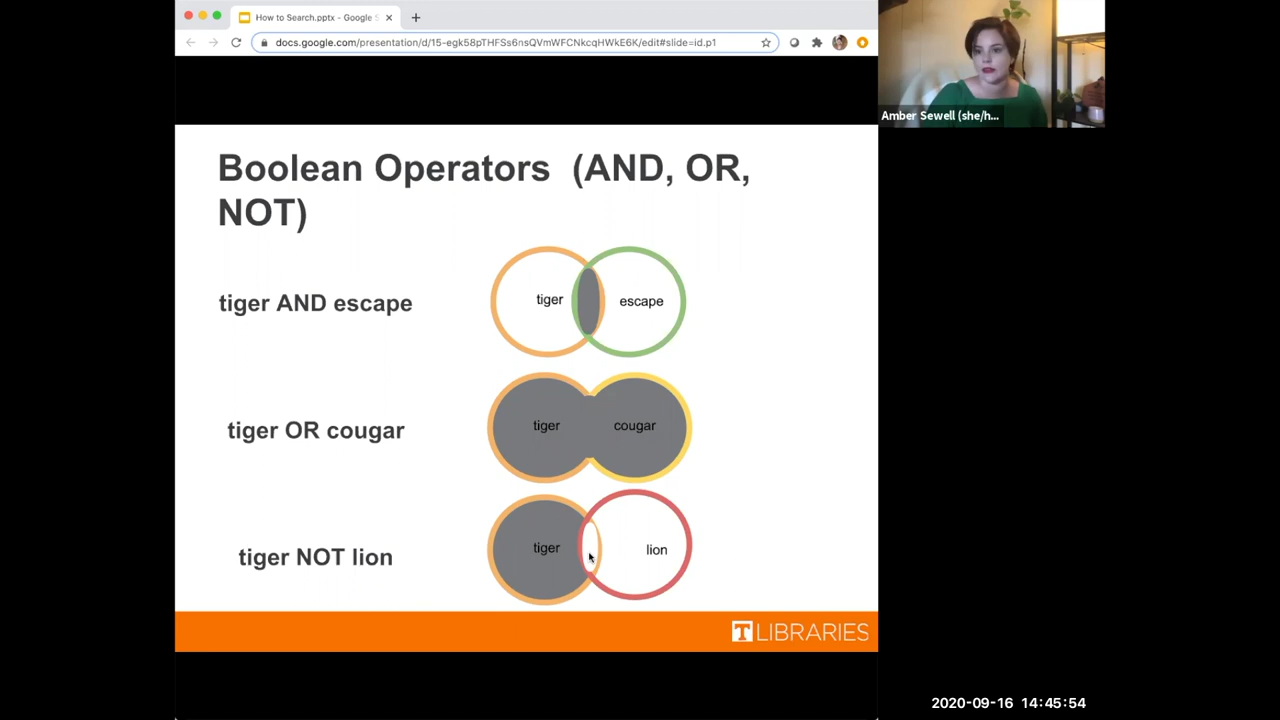 How to Search.pptx - Google S
docs.google.com/presentation/d/15-egk58pTHFSs6nsQVmWFCNkcqHWkE6K/edit#slide=id.p1
Amber Sewell (she/h...
Boolean Operators (AND, OR,
NOT)
tiger AND escape
tiger
escape
tiger OR cougar
tiger
cougar
tiger NOT lion
tiger
lion
T LIBRARIES
2020-09-16 14:45:54